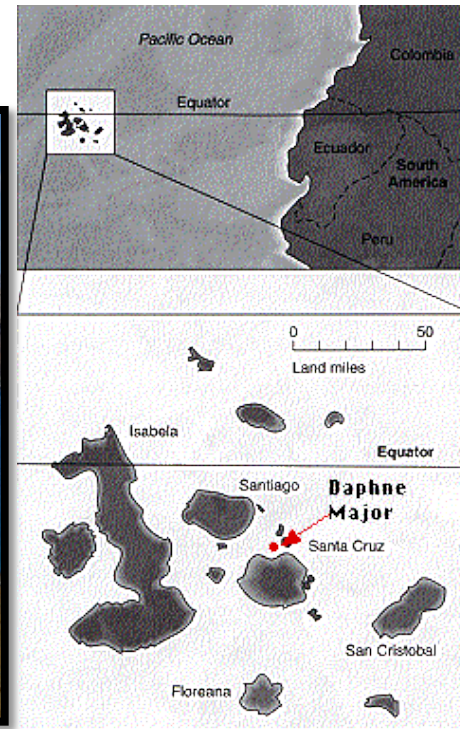 Pacific Ocean
Colombia
Equator
Ecuador
South
America
Peru
0 50
Land miles
Isabela
Equator
Santiago
Daphne
Major
Santa Cruz
San Cristobal
Floreana